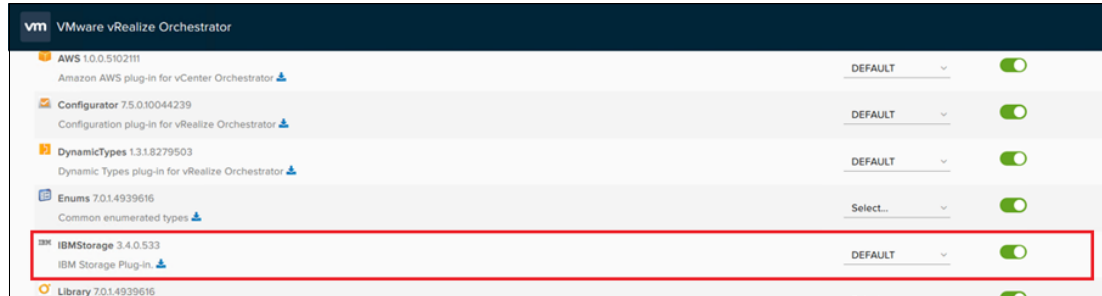 vm VMware vRealize Orchestrator
AWS 1.0.0.5102111
Amazon AWS plug-in for vCenter Orchestrator
DEFAULT
Configurator 7.5.0.10044239
Configuration plug-in for vRealize Orchestrator
DEFAULT
DynamicTypes 1.3.1.8279503
Dynamic Types plug-in for vRealize Orchestrator
DEFAULT
Enums 7.0.1.4939616
Common enumerated types
Select...
IBM IBMStorage 3.4.0.533
IBM Storage Plug-in.
DEFAULT
Library 7.0.1.4939616